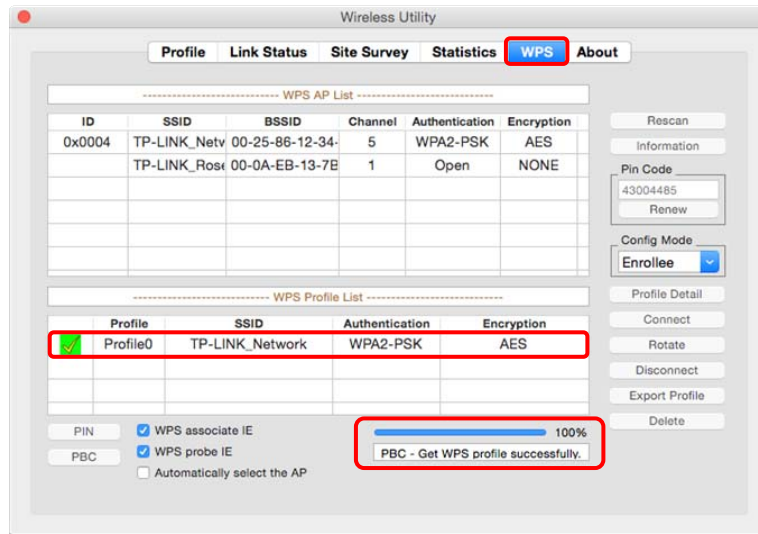 Wireless Utility
Profile Link Status Site Survey Statistics WPS About
WPS AP List
ID SSID BSSID Channel Authentication Encryption
0x0004 TP-LINK_Netv 00-25-86-12-34- 5 WPA2-PSK AES
TP-LINK_Rose 00-0A-EB-13-7B 1 Open NONE
Rescan
Information
Pin Code
43004485
Renew
Config Mode
Enrollee
WPS Profile List
Profile SSID Authentication Encryption
Profile0 TP-LINK_Network WPA2-PSK AES
Profile Detail
Connect
Rotate
Disconnect
Export Profile
Delete
PIN
PBC
WPS associate IE
WPS probe IE
Automatically select the AP
100%
PBC - Get WPS profile successfully.